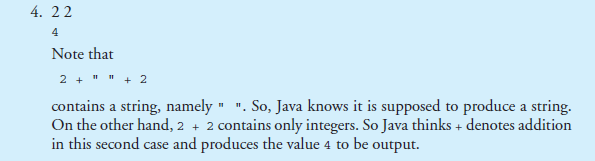 4. 2 2
4
Note that
2 + " " + 2
contains a string, namely " ". So, Java knows it is supposed to produce a string.
On the other hand, 2 + 2 contains only integers. So Java thinks + denotes addition
in this second case and produces the value 4 to be output.